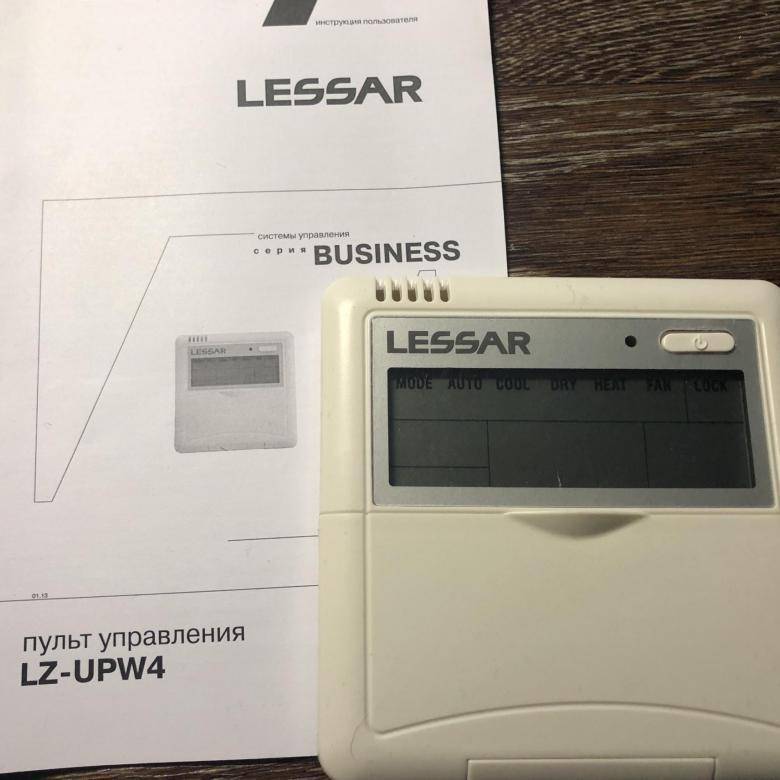 инструкция пользователя
LESSAR
системы управления
серия BUSINESS
LESSAR
01.13
пульт управления
LZ-UPW4
LESSAR
MODE AUTO COOL DRY HEAT FAN LOCK